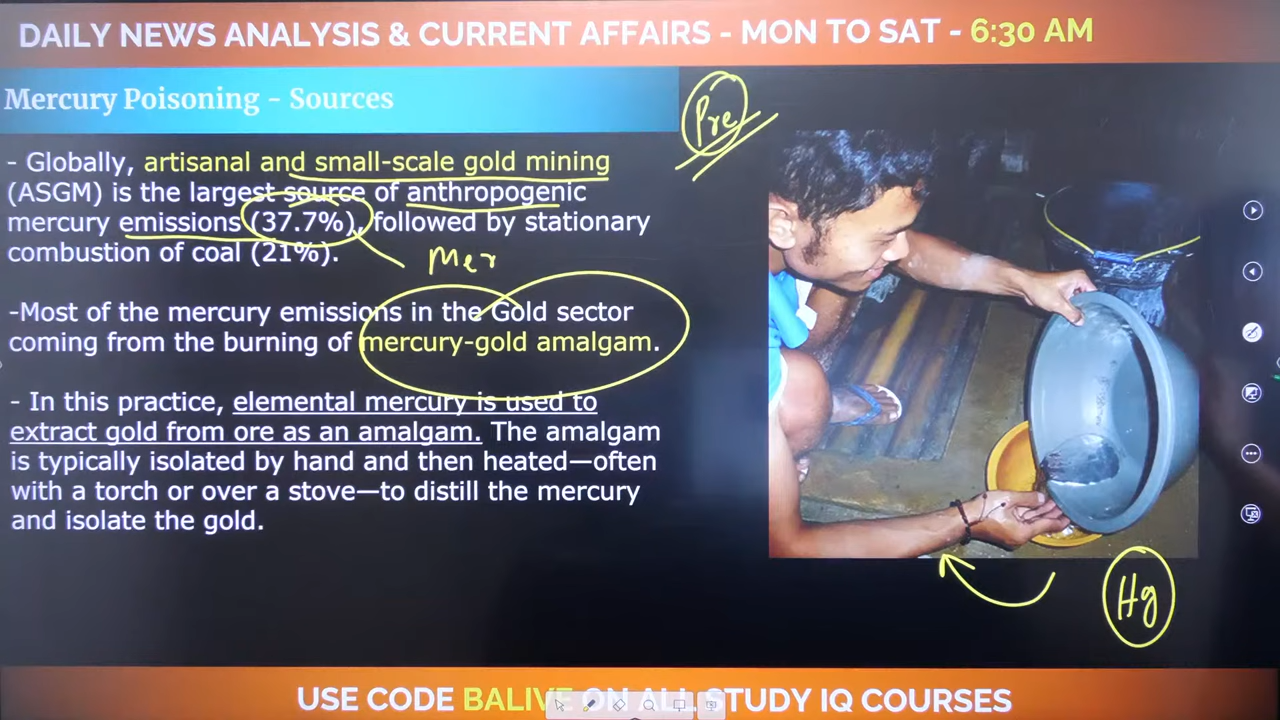 DAILY NEWS ANALYSIS & CURRENT AFFAIRS - MON TO SAT - 6:30 AM
Mercury Poisoning - Sources
Pre
- Globally, artisanal and small-scale gold mining
(ASGM) is the largest source of anthropogenic
mercury emissions (37.7%), followed by stationary
combustion of coal (21%).
Mer
-Most of the mercury emissions in the Gold sector
coming from the burning of mercury-gold amalgam.
- In this practice, elemental mercury is used to
extract gold from ore as an amalgam. The amalgam
is typically isolated by hand and then heated—often
with a torch or over a stove—to distill the mercury
and isolate the gold.
Hg
USE CODE BALIVE ON ALL STUDY IQ COURSES